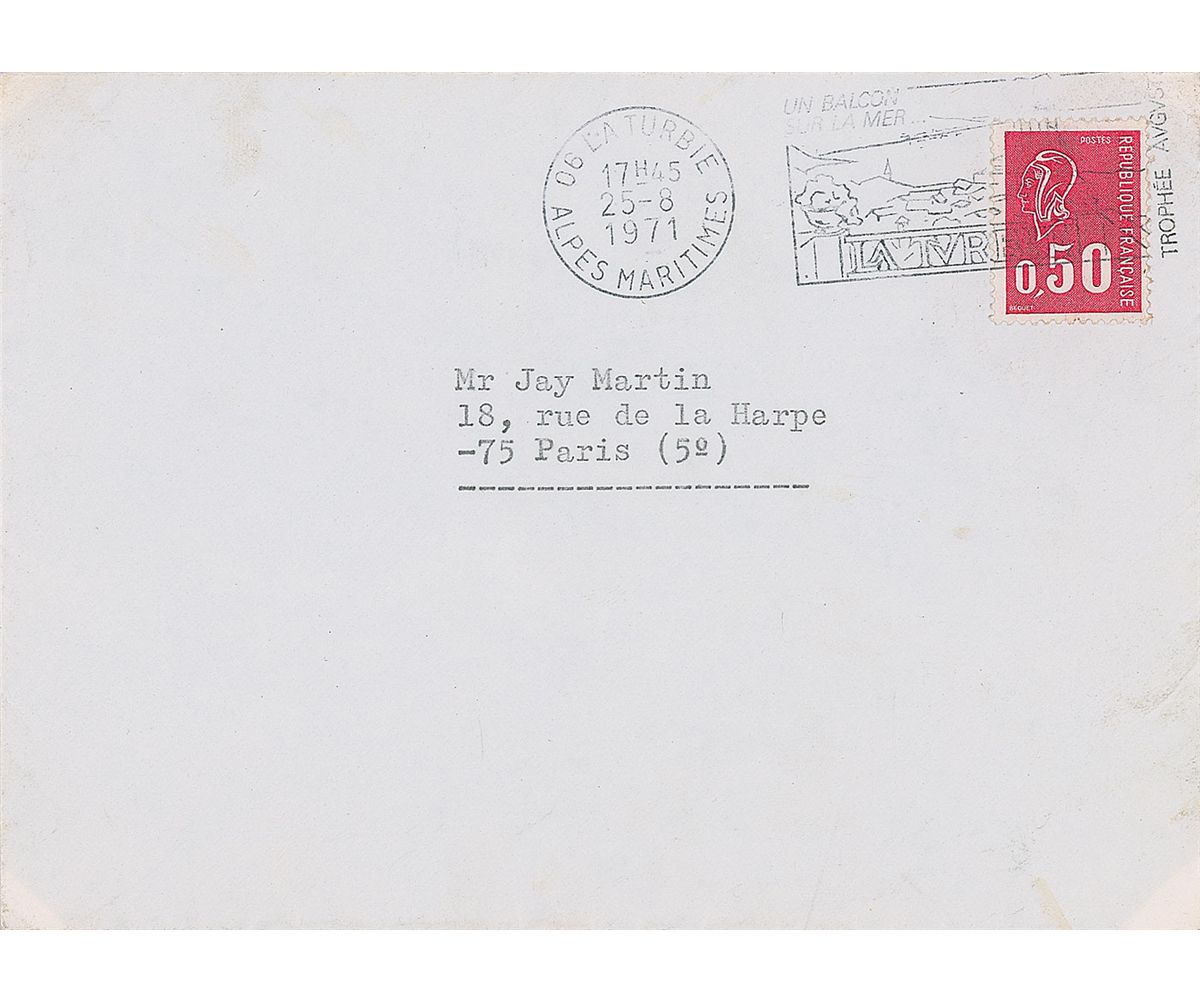 06 LA TURBIE
17H45
25-8
1971
ALPES MARITIMES
UN BALCON
SUR LA MER...
TROPHÉE
POSTES
REPUBLIQUE FRANÇAISE
0,50
BEQUET
Mr Jay Martin
18, rue de la Harpe
-75 Paris (5º)